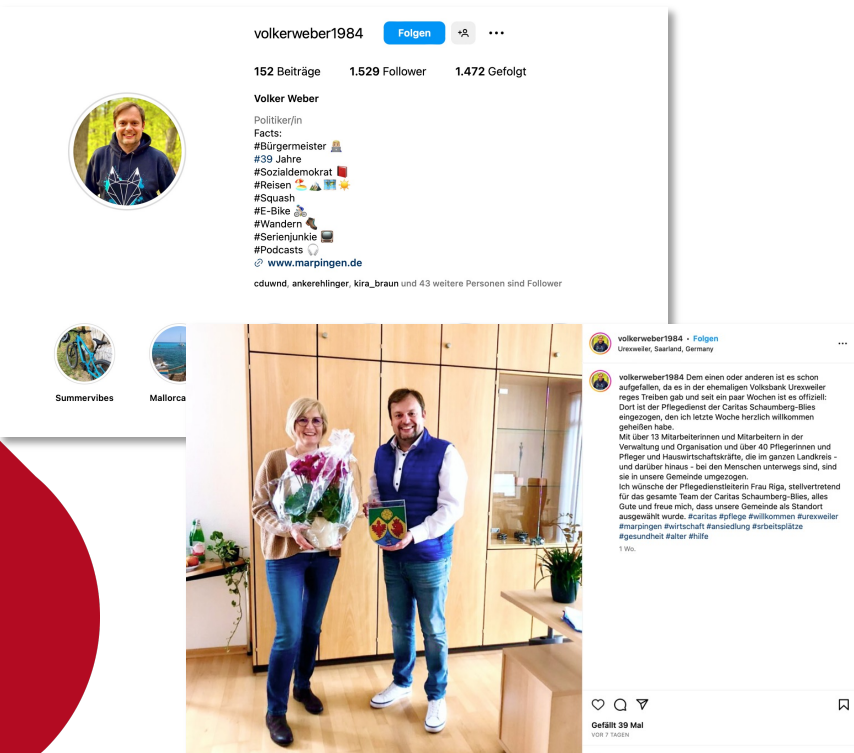 volkerweber1984 Folgen
152 Beiträge 1.529 Follower 1.472 Gefolgt
Volker Weber
Politiker/in
Facts:
#Bürgermeister
#39 Jahre
#Sozialdemokrat
#Reisen
#Squash
#E-Bike
#Wandern
#Serienjunkie
#Podcasts
www.marpingen.de
cduwnd, ankerehlinger, kira_braun und 43 weitere Personen sind Follower
Summervibes
Mallorca
volkerweber1984 • Folgen
Urexweiler, Saarland, Germany
volkerweber1984 Dem einen oder anderen ist es schon
aufgefallen, da es in der ehemaligen Volksbank Urexweiler
reges Treiben gab und seit ein paar Wochen ist es offiziell:
Dort ist der Pflegedienst der Caritas Schaumberg-Blies
eingezogen, den ich letzte Woche herzlich willkommen
geheißen habe.
Mit über 13 Mitarbeiterinnen und Mitarbeitern in der
Verwaltung und Organisation und über 40 Pflegerinnen und
Pfleger und Hauswirtschaftskräfte, die im ganzen Landkreis -
und darüber hinaus - bei den Menschen unterwegs sind, sind
sie in unsere Gemeinde umgezogen.
Ich wünsche der Pflegedienstleiterin Frau Riga, stellvertretend
für das gesamte Team der Caritas Schaumberg-Blies, alles
Gute und freue mich, dass unsere Gemeinde als Standort
ausgewählt wurde. #caritas #pflege #willkommen #urexweiler
#marpingen #wirtschaft #ansiedlung #srbeitsplätze
#gesundheit #alter #hilfe
1 Wo.
Gefällt 39 Mal
VOR 7 TAGEN